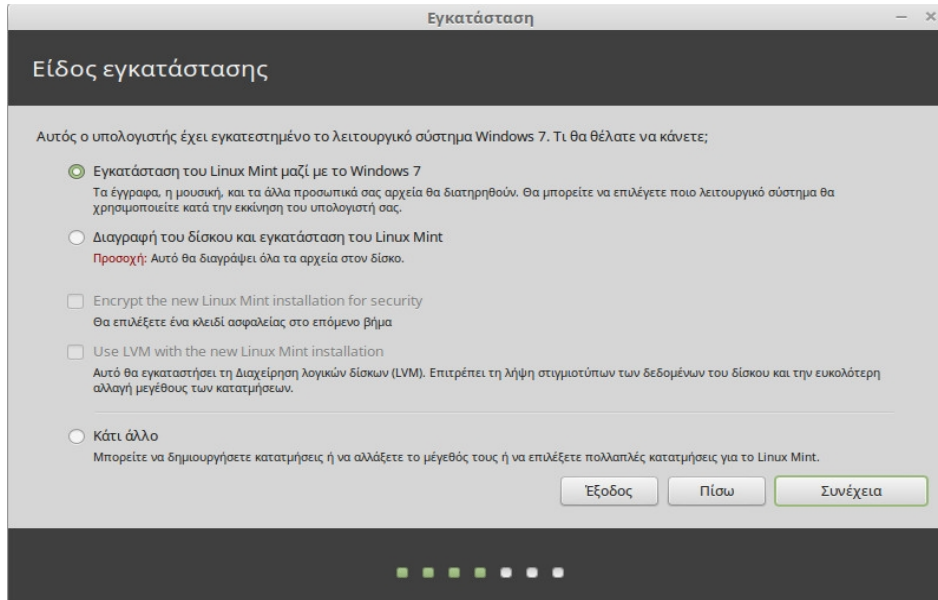 Εγκατάσταση
Είδος εγκατάστασης
Αυτός ο υπολογιστής έχει εγκατεστημένο το λειτουργικό σύστημα Windows 7. Τι θα θέλατε να κάνετε;
Εγκατάσταση του Linux Mint μαζί με το Windows 7
Τα έγγραφα, η μουσική, και τα άλλα προσωπικά σας αρχεία θα διατηρηθούν. Θα μπορείτε να επιλέγετε ποιο λειτουργικό σύστημα θα
χρησιμοποιείτε κατά την εκκίνηση του υπολογιστή σας.
Διαγραφή του δίσκου και εγκατάσταση του Linux Mint
Προσοχή: Αυτό θα διαγράψει όλα τα αρχεία στον δίσκο.
Encrypt the new Linux Mint installation for security
Θα επιλέξετε ένα κλειδί ασφαλείας στο επόμενο βήμα
Use LVM with the new Linux Mint installation
Αυτό θα εγκαταστήσει τη Διαχείρηση λογικών δίσκων (LVM). Επιτρέπει τη λήψη στιγμιοτύπων των δεδομένων του δίσκου και την ευκολότερη
αλλαγή μεγέθους των κατατμήσεων.
Κάτι άλλο
Μπορείτε να δημιουργήσετε κατατμήσεις ή να αλλάξετε το μέγεθός τους ή να επιλέξετε πολλαπλές κατατμήσεις για το Linux Mint.
Έξοδος Πίσω Συνέχεια